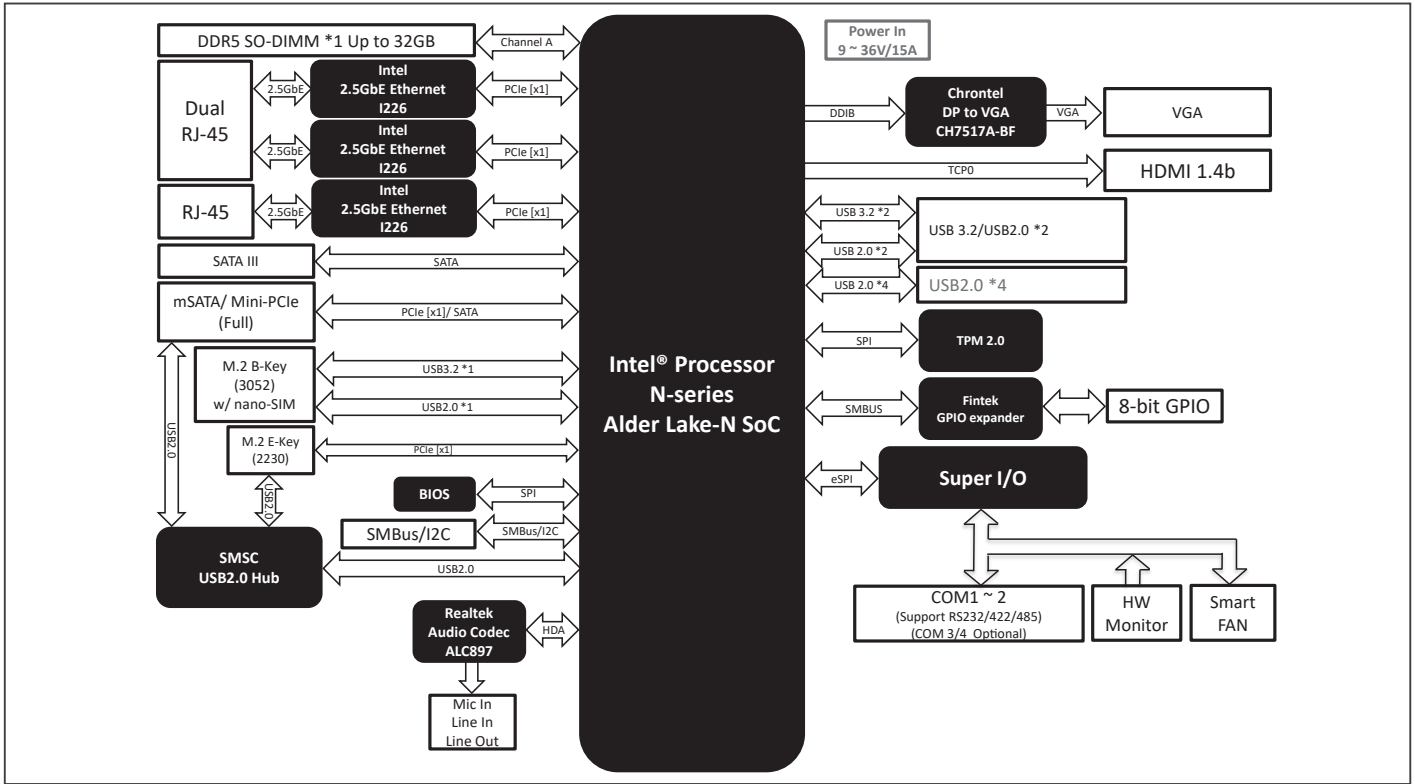 DDR5 SO-DIMM *1 Up to 32GB
Channel A
Dual
RJ-45
2.5GbE
Intel
2.5GbE Ethernet
I226
PCIe [x1]
2.5GbE
Intel
2.5GbE Ethernet
I226
PCIe [x1]
RJ-45
2.5GbE
Intel
2.5GbE Ethernet
I226
PCIe [x1]
SATA III
SATA
mSATA/ Mini-PCIe
(Full)
PCIe [x1]/ SATA
M.2 B-Key
(3052)
w/ nano-SIM
USB3.2 *1
USB2.0 *1
USB2.0
M.2 E-Key
(2230)
PCIe [x1]
USB2.0
BIOS
SPI
SMBus/I2C
SMBus/I2C
SMSC
USB2.0 Hub
USB2.0
Realtek
Audio Codec
ALC897
HDA
Mic In
Line In
Line Out
Intel® Processor
N-series
Alder Lake-N SoC
Power In
9 ~ 36V/15A
DDIB
Chrontel
DP to VGA
CH7517A-BF
VGA
VGA
TCP0
HDMI 1.4b
USB 3.2 *2
USB 3.2/USB2.0 *2
USB 2.0 *2
USB 2.0 *4
USB2.0 *4
SPI
TPM 2.0
SMBUS
Fintek
GPIO expander
8-bit GPIO
eSPI
Super I/O
COM1 ~ 2
(Support RS232/422/485)
(COM 3/4 Optional)
HW
Monitor
Smart
FAN